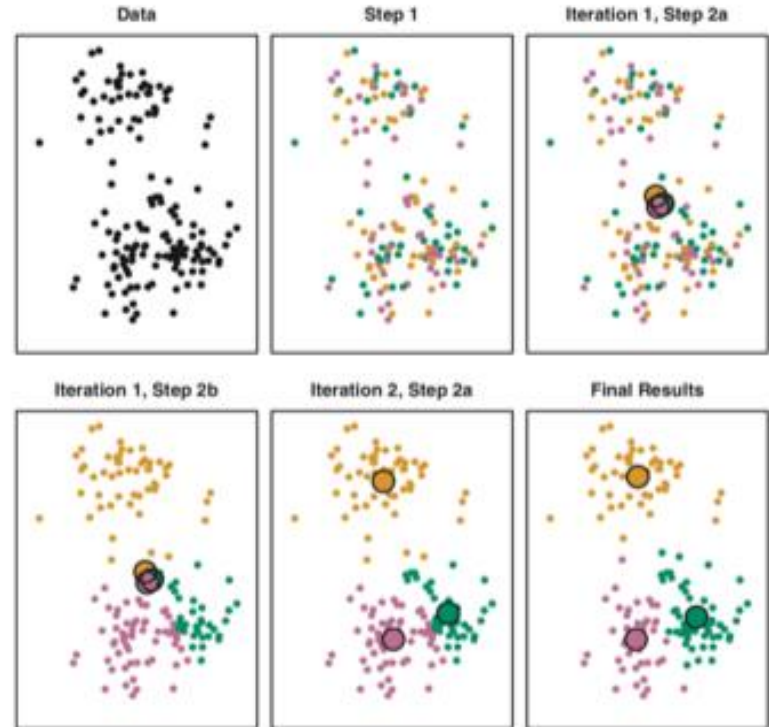 Data
Step 1
Iteration 1, Step 2a
Iteration 1, Step 2b
Iteration 2, Step 2a
Final Results